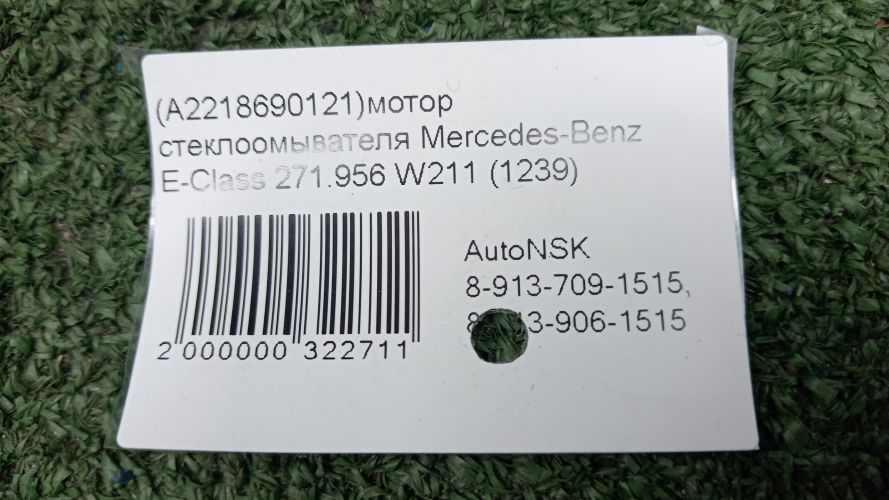 (A2218690121)мотор
стеклоомывателя Mercedes-Benz
E-Class 271.956 W211 (1239)
AutoNSK
8-913-709-1515,
3-906-1515
2 000000 322711